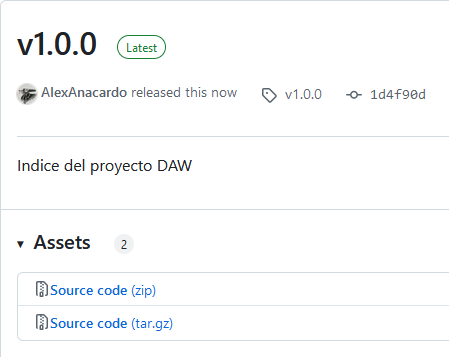 v1.0.0 Latest
AlexAnacardo released this now v1.0.0 1d4f90d
Indice del proyecto DAW
Assets 2
Source code (zip)
Source code (tar.gz)